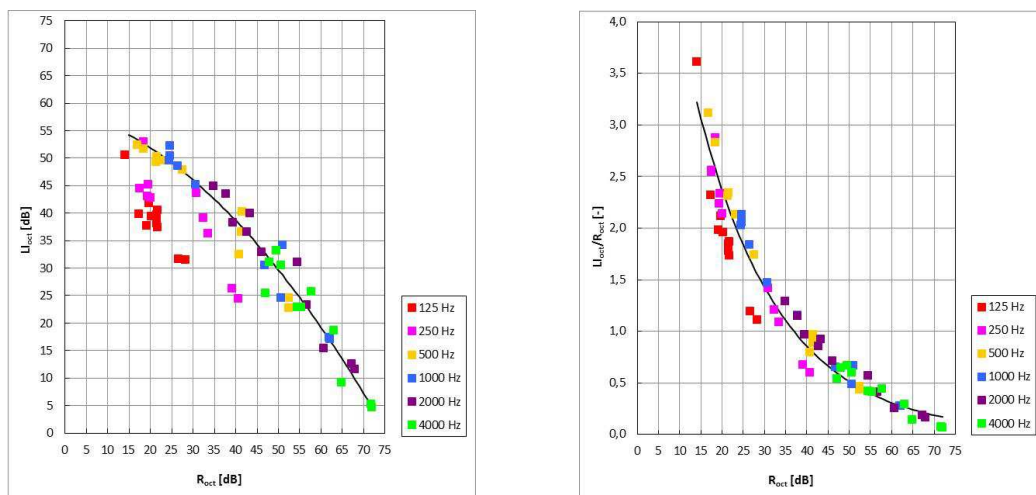 75
70
65
60
55
50
45
40
35
30
25
20
15
10
5
0
LI_oct [dB]
0 5 10 15 20 25 30 35 40 45 50 55 60 65 70 75
R_oct [dB]
125 Hz
250 Hz
500 Hz
1000 Hz
2000 Hz
4000 Hz
4,0
3,5
3,0
2,5
2,0
1,5
1,0
0,5
0,0
LI_oct/R_oct [-]
0 5 10 15 20 25 30 35 40 45 50 55 60 65 70 75
R_oct [dB]
125 Hz
250 Hz
500 Hz
1000 Hz
2000 Hz
4000 Hz